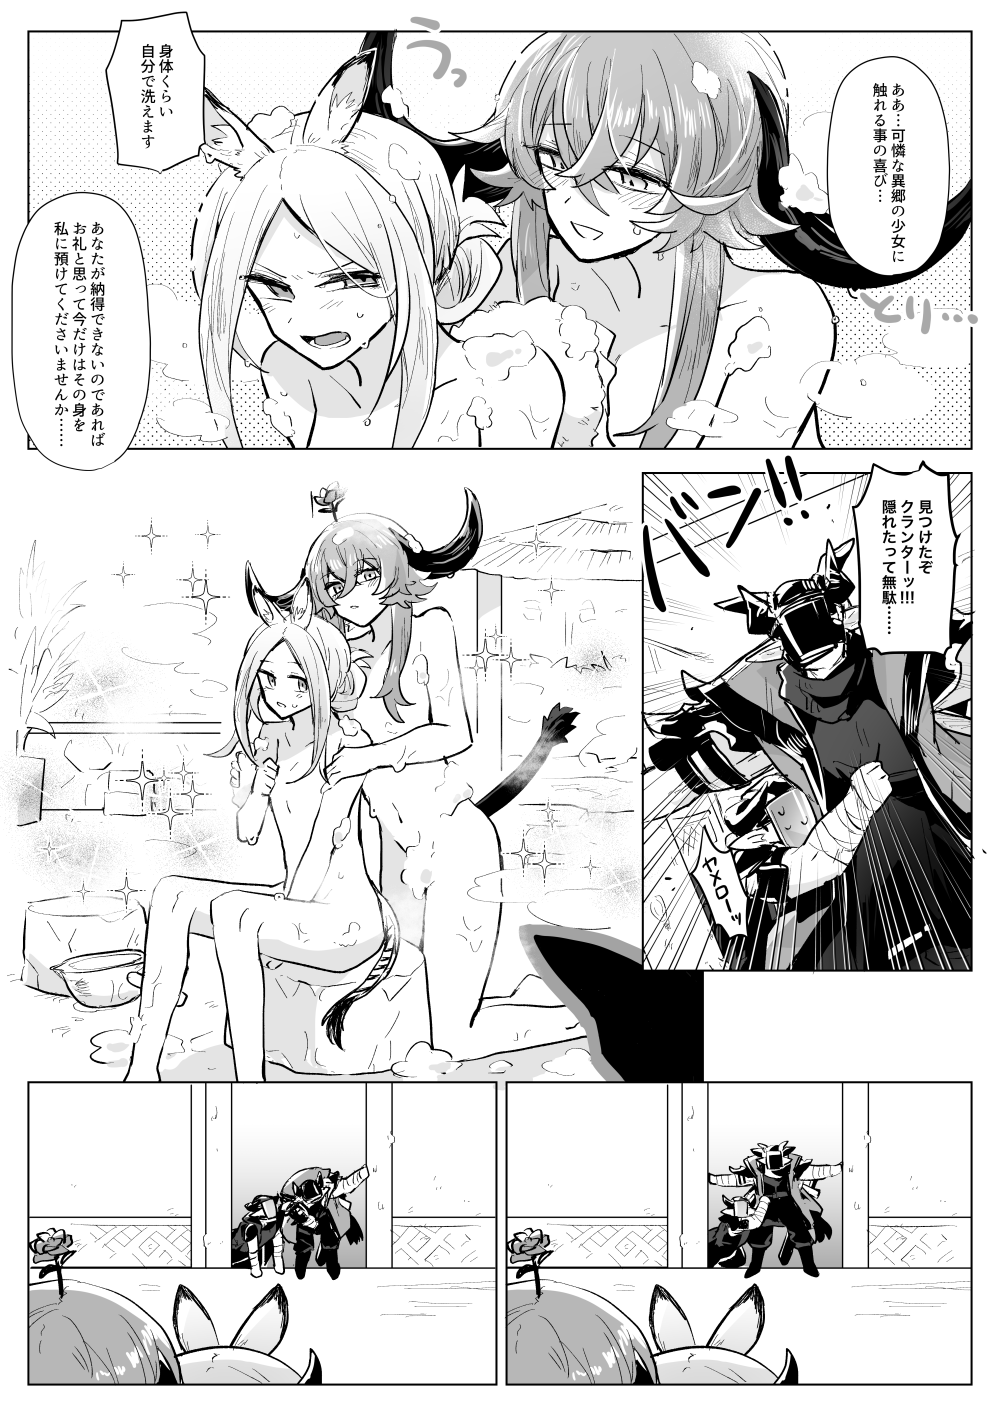 ああ…可憐な異郷の少女に
触れる事の喜び…
うっ
とり…
身体くらい
自分で洗えます
あなたが納得できないのであれば
お礼と思って今だけはその身を
私に預けてくださいませんか……
見つけたぞ
クランターッ!!!
隠れたって無駄……
バンッ!!
ヤメローッ